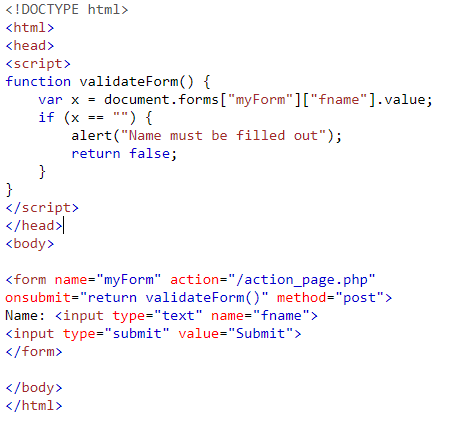 <!DOCTYPE html>
<html>
<head>
<script>
function validateForm() {
    var x = document.forms["myForm"]["fname"].value;
    if (x == "") {
        alert("Name must be filled out");
        return false;
    }
}
</script>
</head>
<body>

<form name="myForm" action="/action_page.php"
onsubmit="return validateForm()" method="post">
Name: <input type="text" name="fname">
<input type="submit" value="Submit">
</form>

</body>
</html>